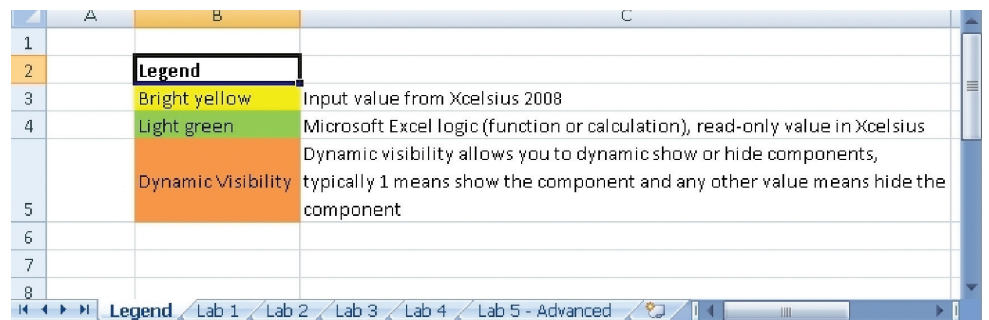 A B C
1
2 Legend
3 Bright yellow Input value from Xcelsius 2008
4 Light green Microsoft Excel logic (function or calculation), read-only value in Xcelsius
Dynamic visibility allows you to dynamic show or hide components,
Dynamic Visibility typically 1 means show the component and any other value means hide the
5 component
6
7
8
Legend Lab 1 Lab 2 Lab 3 Lab 4 Lab 5 - Advanced